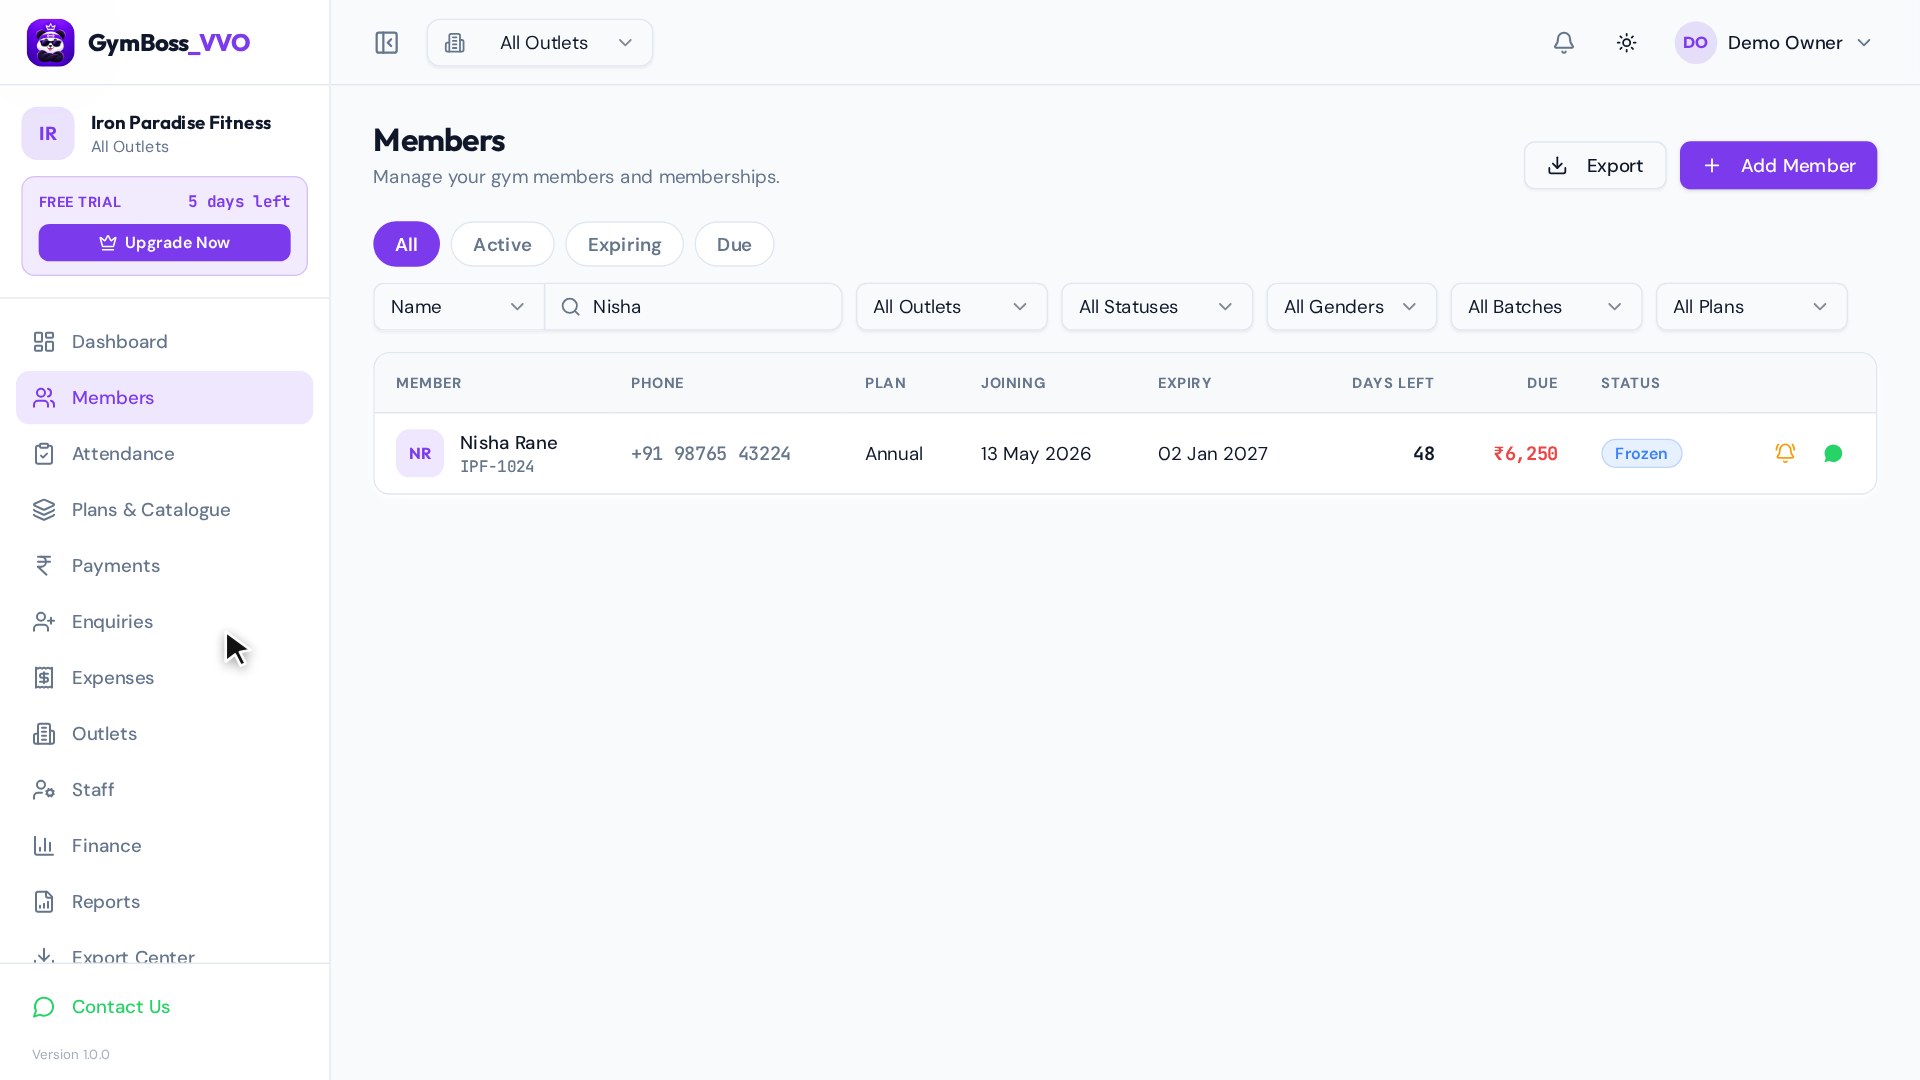 GymBoss_VVO
All Outlets
DO Demo Owner
IR
Iron Paradise Fitness
All Outlets
FREE TRIAL 5 days left
Upgrade Now
Dashboard
Members
Attendance
Plans & Catalogue
Payments
Enquiries
Expenses
Outlets
Staff
Finance
Reports
Export Center
Contact Us
Version 1.0.0
Members
Manage your gym members and memberships.
Export
Add Member
All Active Expiring Due
Name Nisha All Outlets All Statuses All Genders All Batches All Plans
MEMBER PHONE PLAN JOINING EXPIRY DAYS LEFT DUE STATUS
NR Nisha Rane +91 98765 43224 Annual 13 May 2026 02 Jan 2027 48 ₹6,250 Frozen
IPF-1024